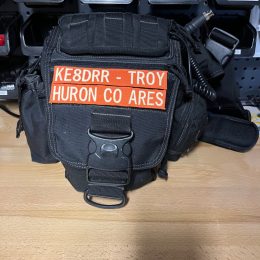 KE8DRR - TROY
HURON CO ARES